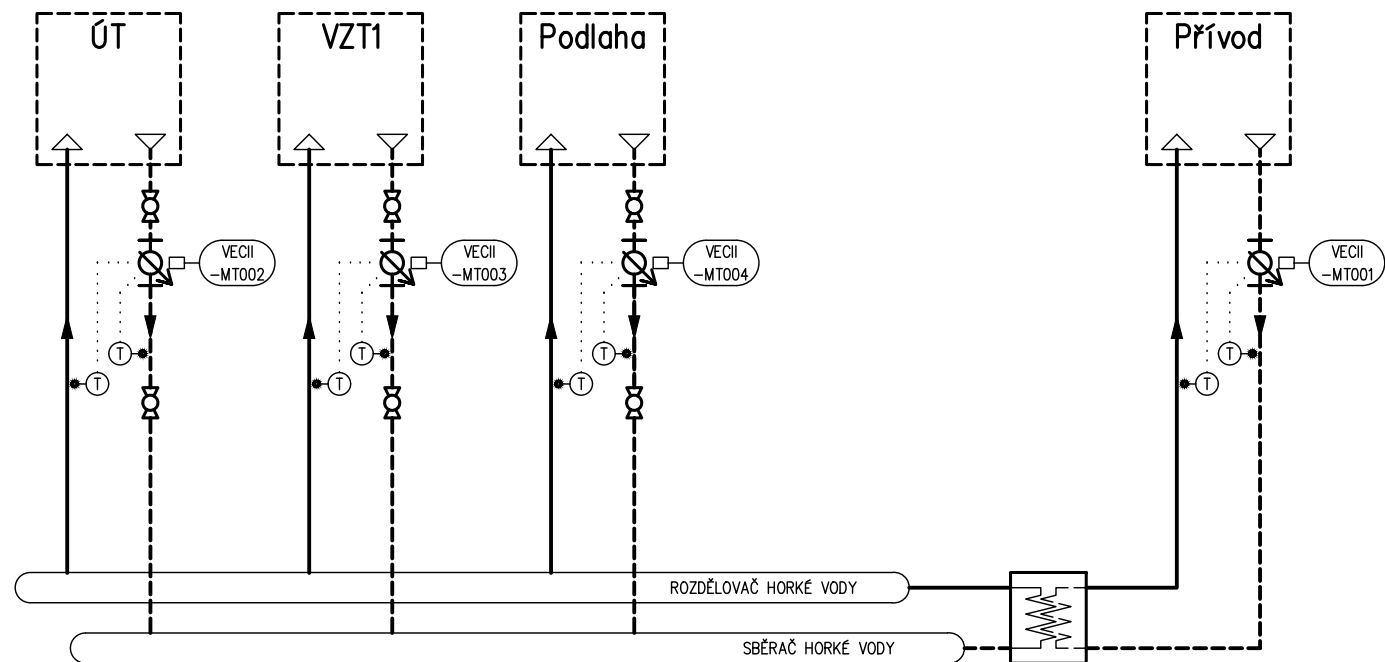 ÚT
VZT1
Podlaha
Přívod
VECII
-MT002
VECII
-MT003
VECII
-MT004
VECII
-MT001
T
T
T
T
T
T
T
T
ROZDĚLOVAČ HORKÉ VODY
SBĚRAČ HORKÉ VODY